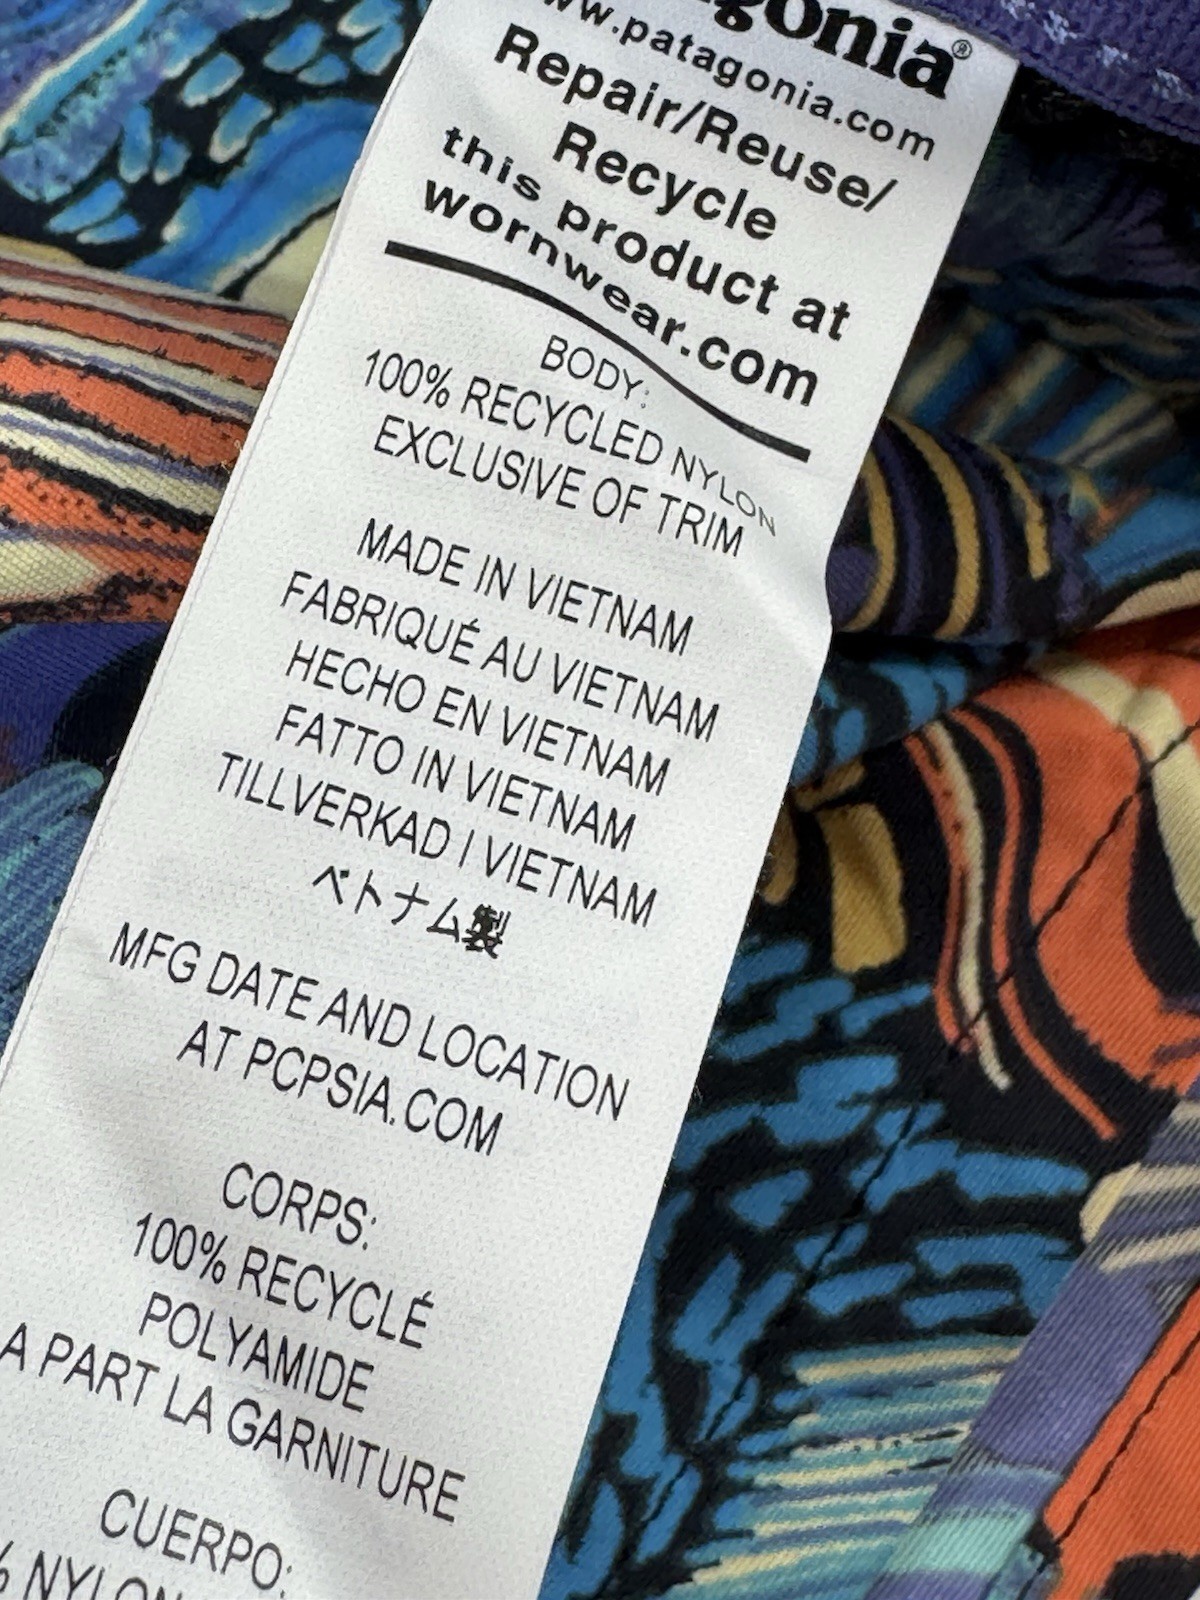 www.patagonia.com
Repair/Reuse/
Recycle
this product at
wornwear.com
BODY:
100% RECYCLED NYLON
EXCLUSIVE OF TRIM
MADE IN VIETNAM
FABRIQUÉ AU VIETNAM
HECHO EN VIETNAM
FATTO IN VIETNAM
TILLVERKAD I VIETNAM
ベトナム製
MFG DATE AND LOCATION
AT PCPSIA.COM
CORPS:
100% RECYCLÉ
POLYAMIDE
A PART LA GARNITURE
CUERPO:
% NYLON